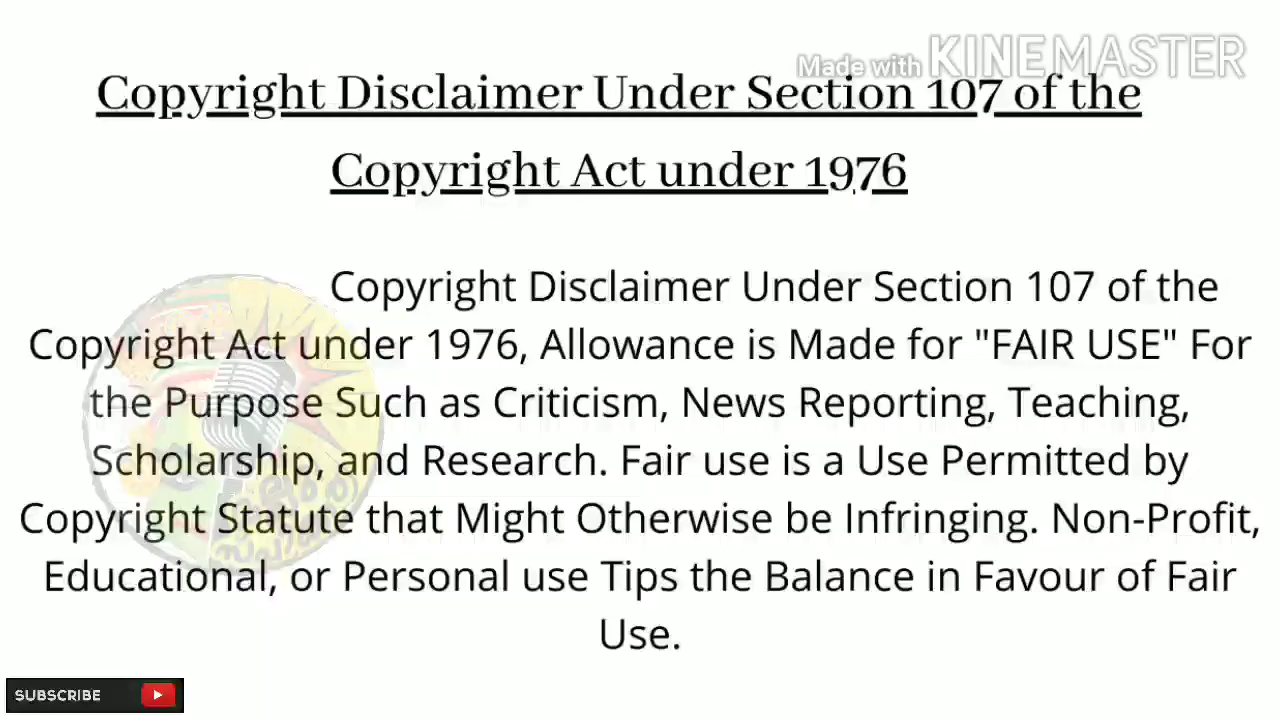 Made with KINEMASTER
Copyright Disclaimer Under Section 107 of the
Copyright Act under 1976
Copyright Disclaimer Under Section 107 of the
Copyright Act under 1976, Allowance is Made for "FAIR USE" For
the Purpose Such as Criticism, News Reporting, Teaching,
Scholarship, and Research. Fair use is a Use Permitted by
Copyright Statute that Might Otherwise be Infringing. Non-Profit,
Educational, or Personal use Tips the Balance in Favour of Fair
Use.
SUBSCRIBE